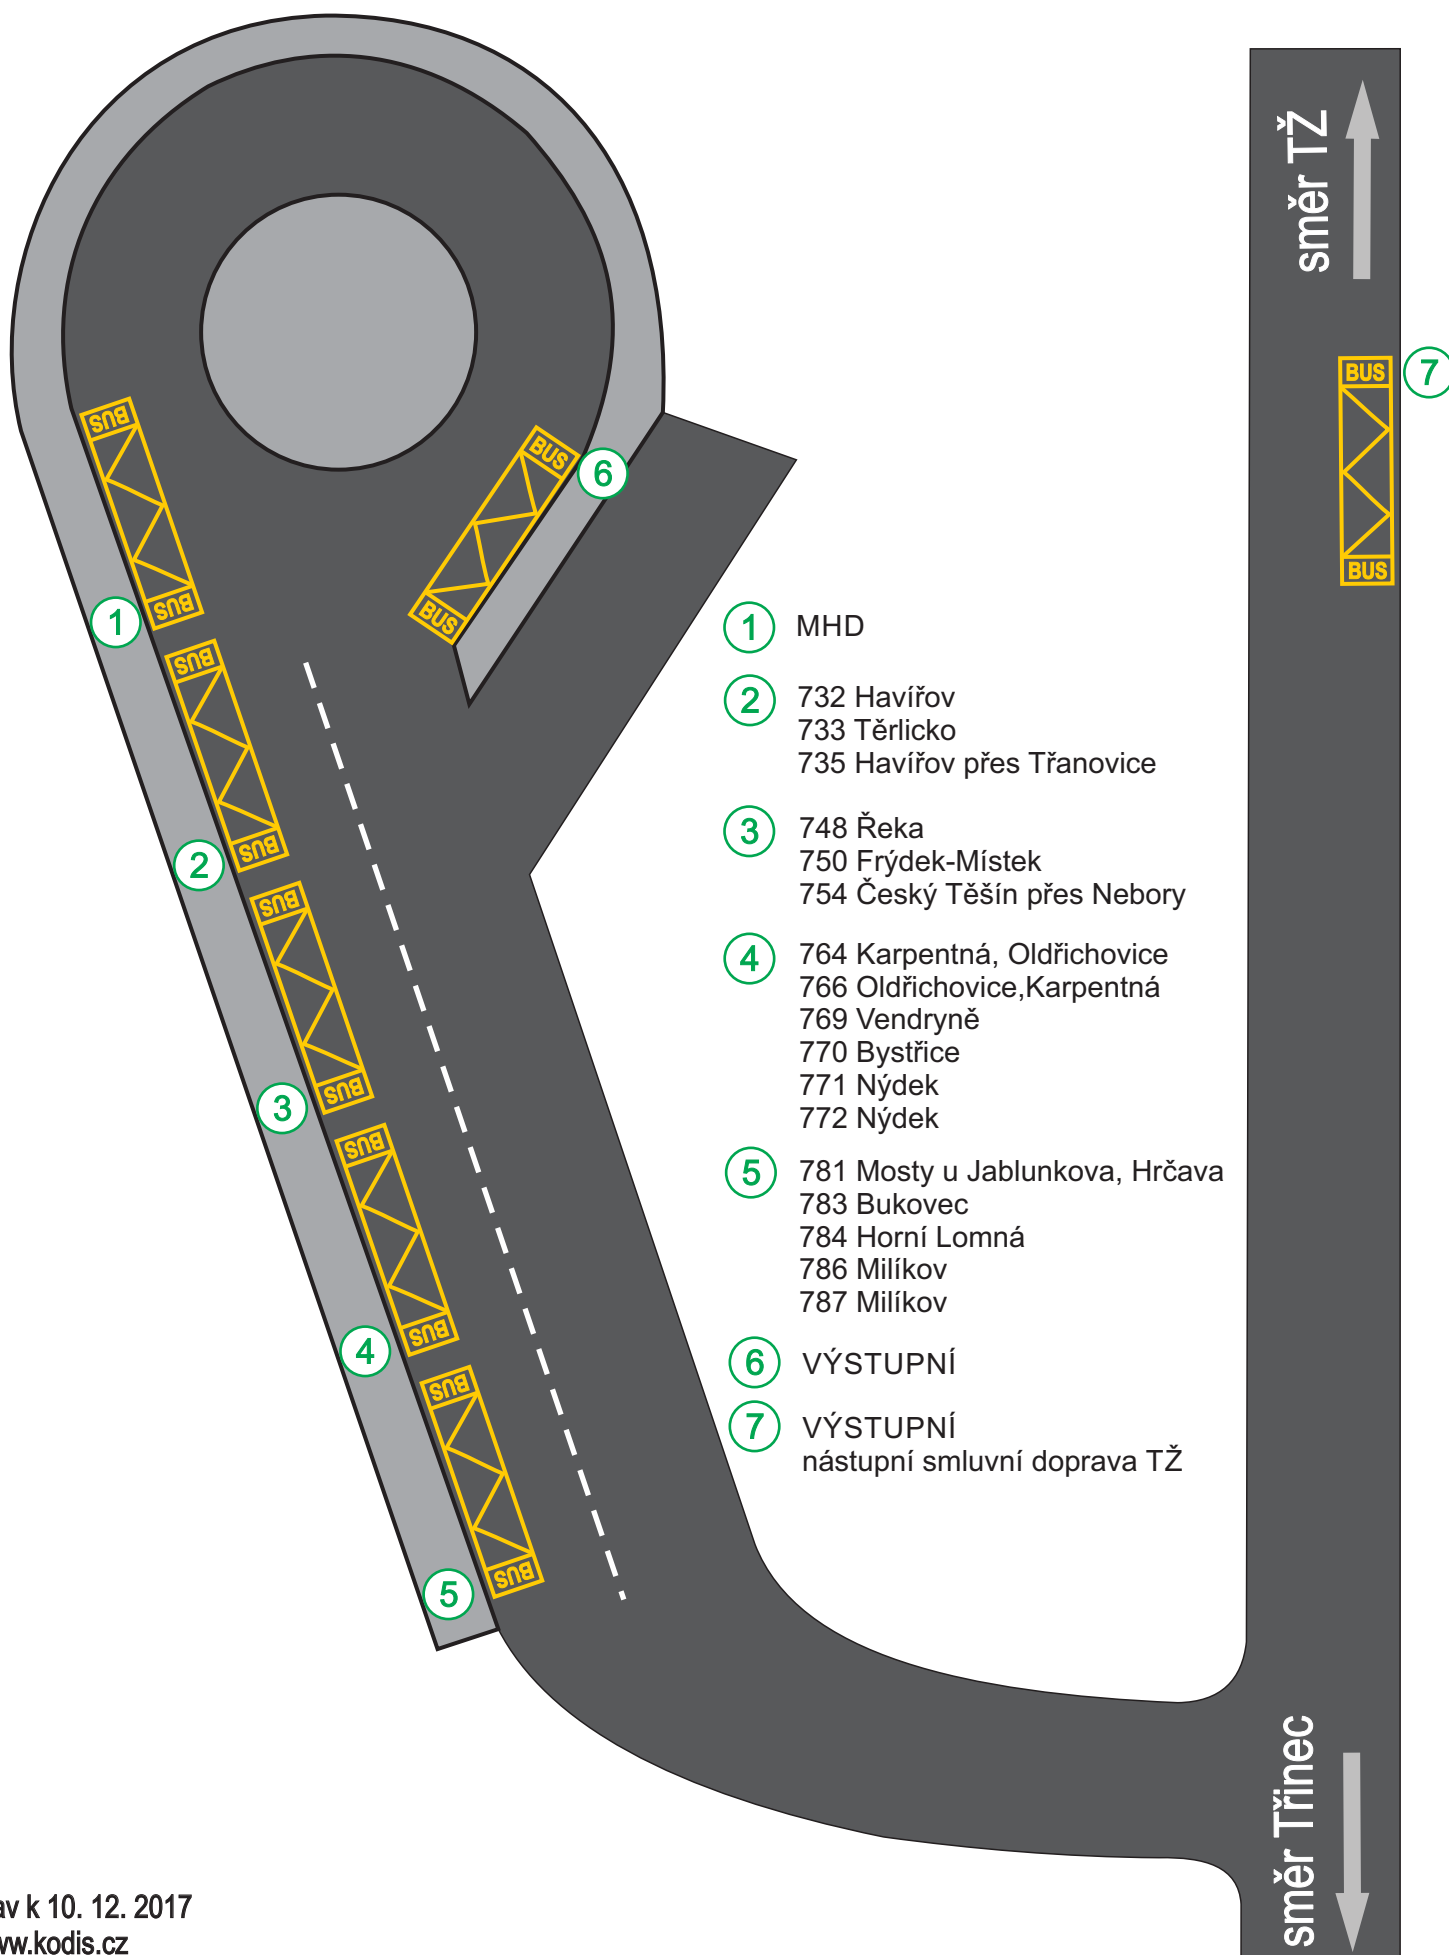 směr TŽ
BUS
7
BUS
BUS
BUS
BUS
6
BUS
1
BUS
BUS
2
BUS
BUS
3
BUS
BUS
4
BUS
BUS
5
BUS
1 MHD
2 732 Havířov
733 Těrlicko
735 Havířov přes Třanovice
3 748 Řeka
750 Frýdek-Místek
754 Český Těšín přes Nebory
4 764 Karpentná, Oldřichovice
766 Oldřichovice,Karpentná
769 Vendryně
770 Bystřice
771 Nýdek
772 Nýdek
5 781 Mosty u Jablunkova, Hrčava
783 Bukovec
784 Horní Lomná
786 Milíkov
787 Milíkov
6 VÝSTUPNÍ
7 VÝSTUPNÍ
nástupní smluvní doprava TŽ
směr Třinec
av k 10. 12. 2017
ww.kodis.cz